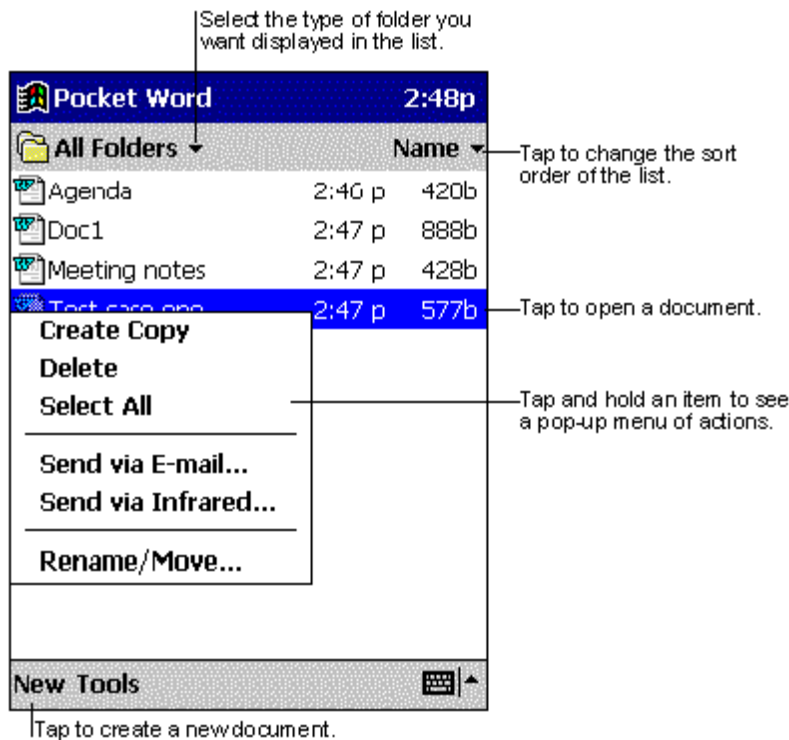 Select the type of folder you
want displayed in the list.
Pocket Word 2:48p
All Folders Name
Tap to change the sort
order of the list.
Agenda 2:46 p 420b
Doc1 2:47 p 888b
Meeting notes 2:47 p 428b
2:47 p 577b
Tap to open a document.
Create Copy
Delete
Select All
Tap and hold an item to see
a pop-up menu of actions.
Send via E-mail...
Send via Infrared...
Rename/Move...
New Tools
Tap to create a new document.